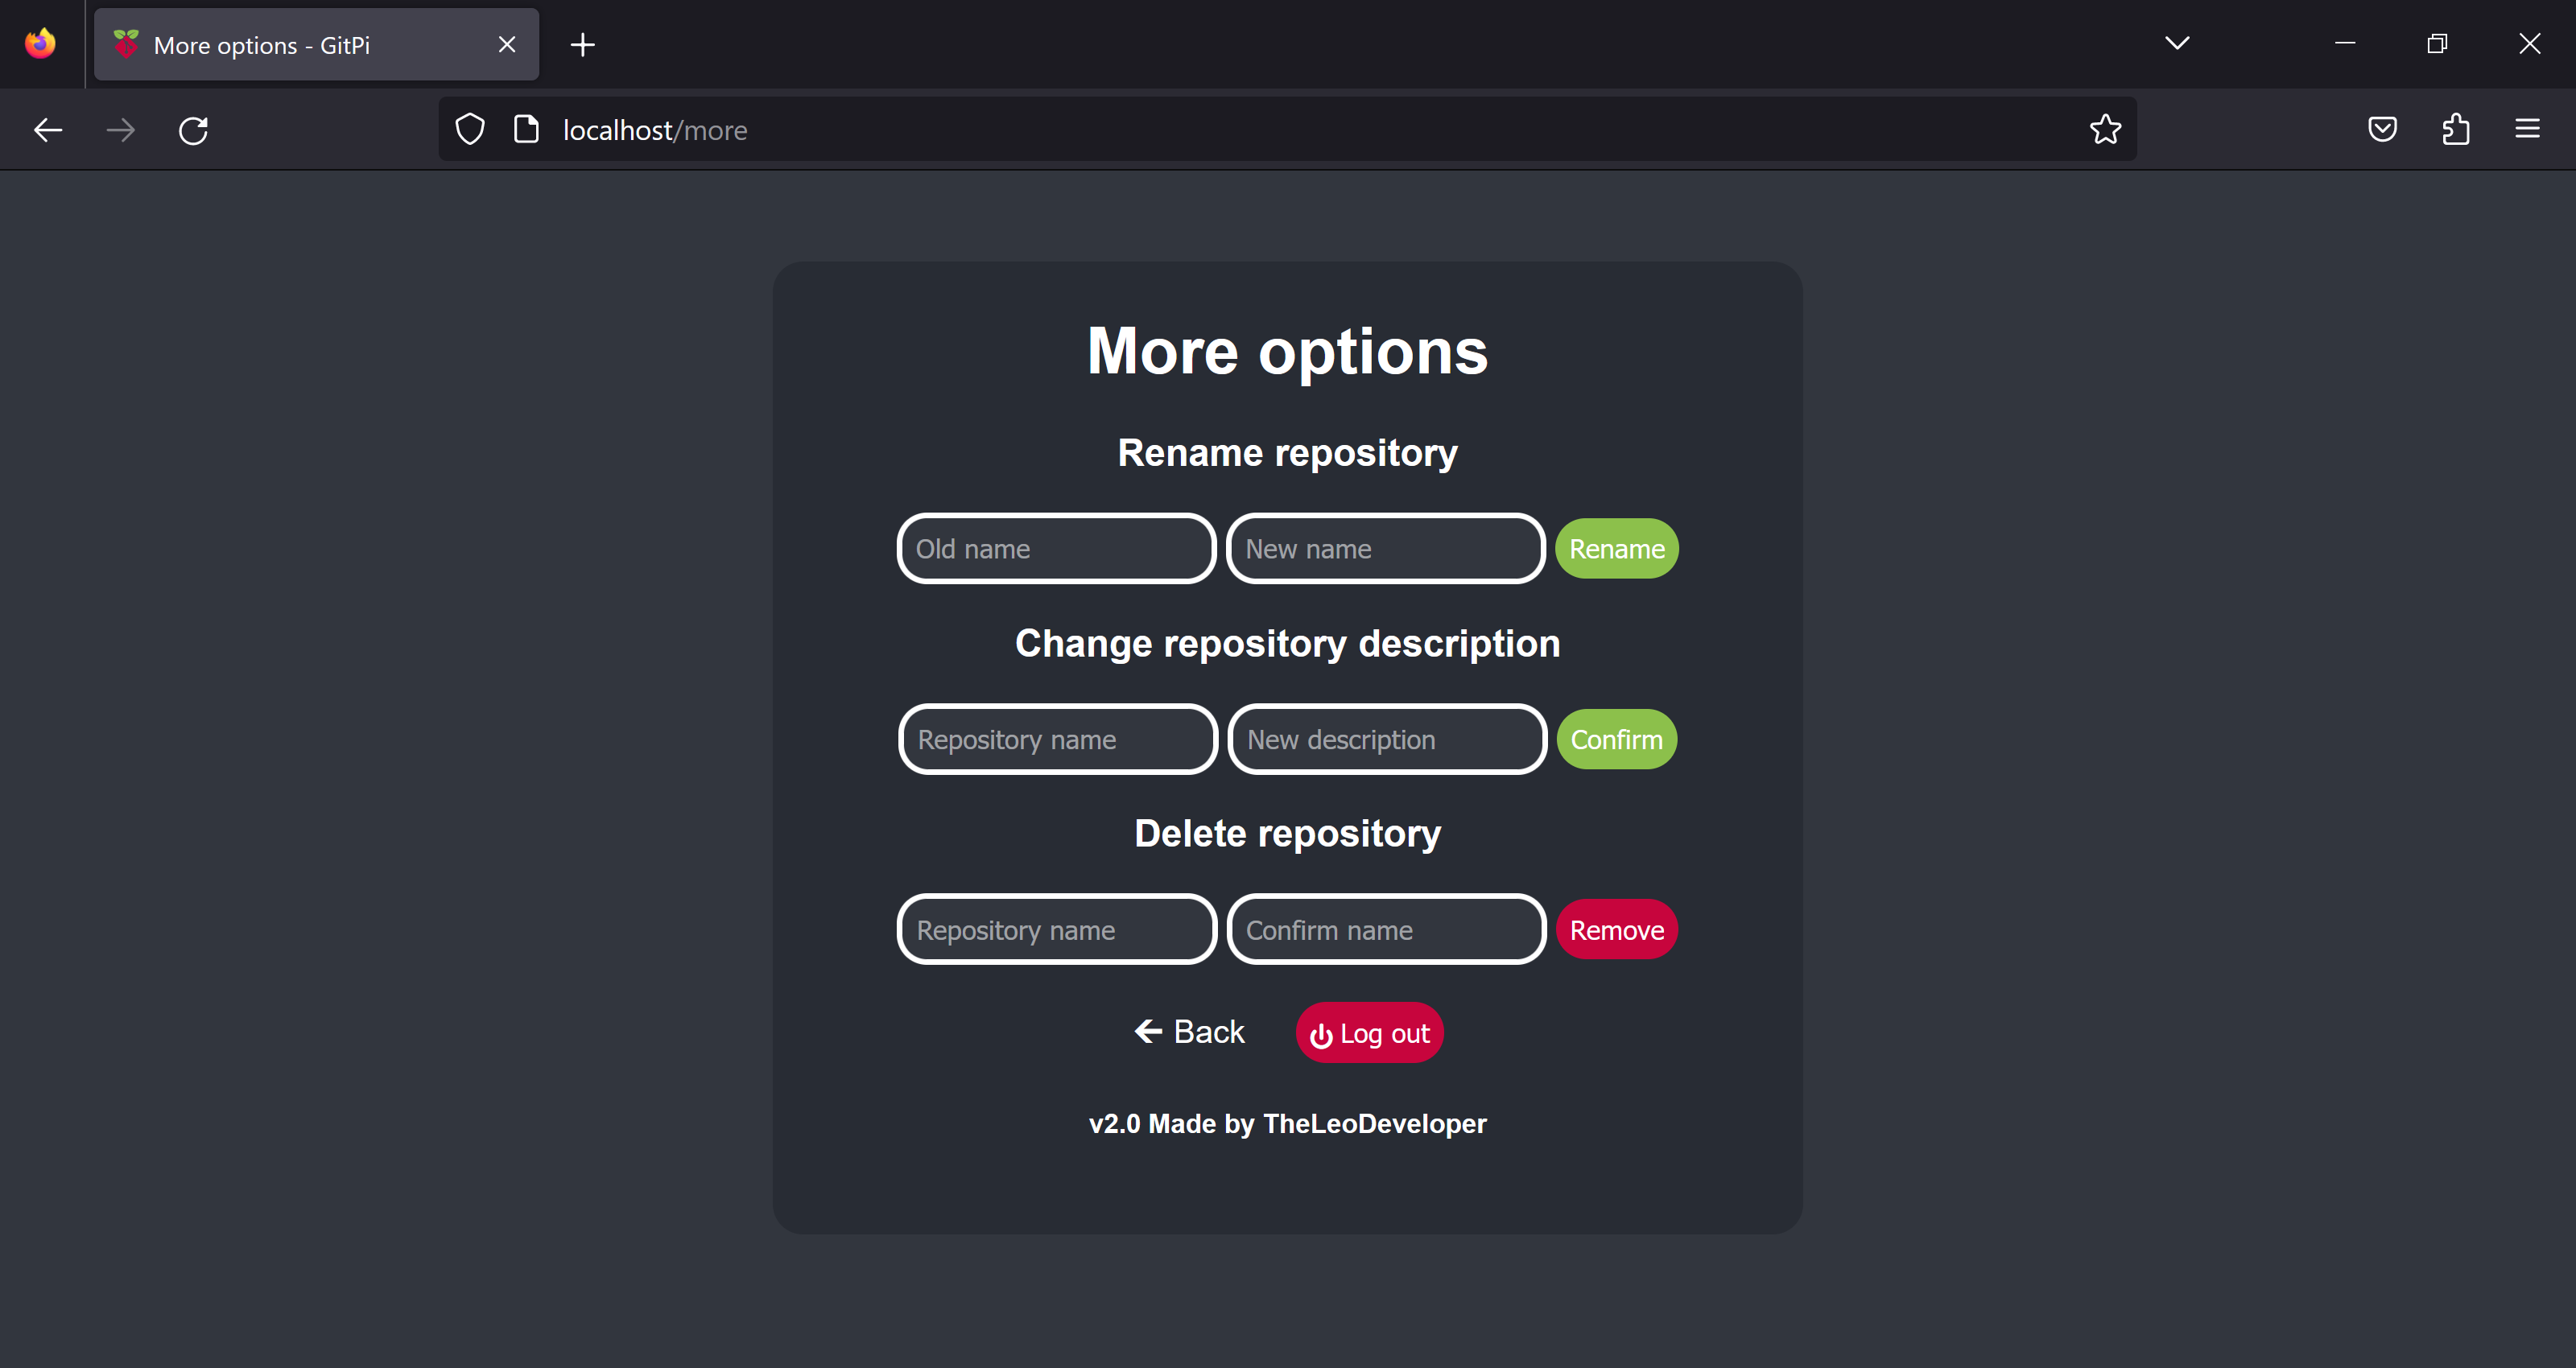 More options - GitPi
localhost/more
More options
Rename repository
Old name New name Rename
Change repository description
Repository name New description Confirm
Delete repository
Repository name Confirm name Remove
Back Log out
v2.0 Made by TheLeoDeveloper